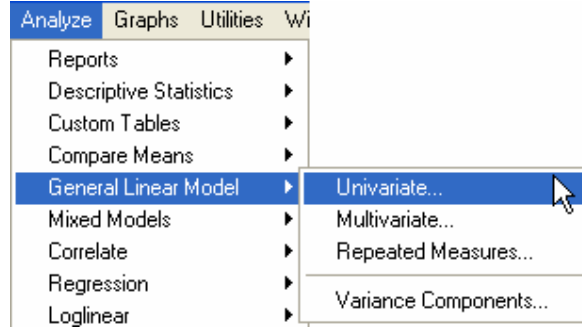 Analyze Graphs Utilities
Reports
Descriptive Statistics
Custom Tables
Compare Means
General Linear Model
Univariate...
Mixed Models
Multivariate...
Correlate
Repeated Measures...
Regression
Variance Components...
Loglinear